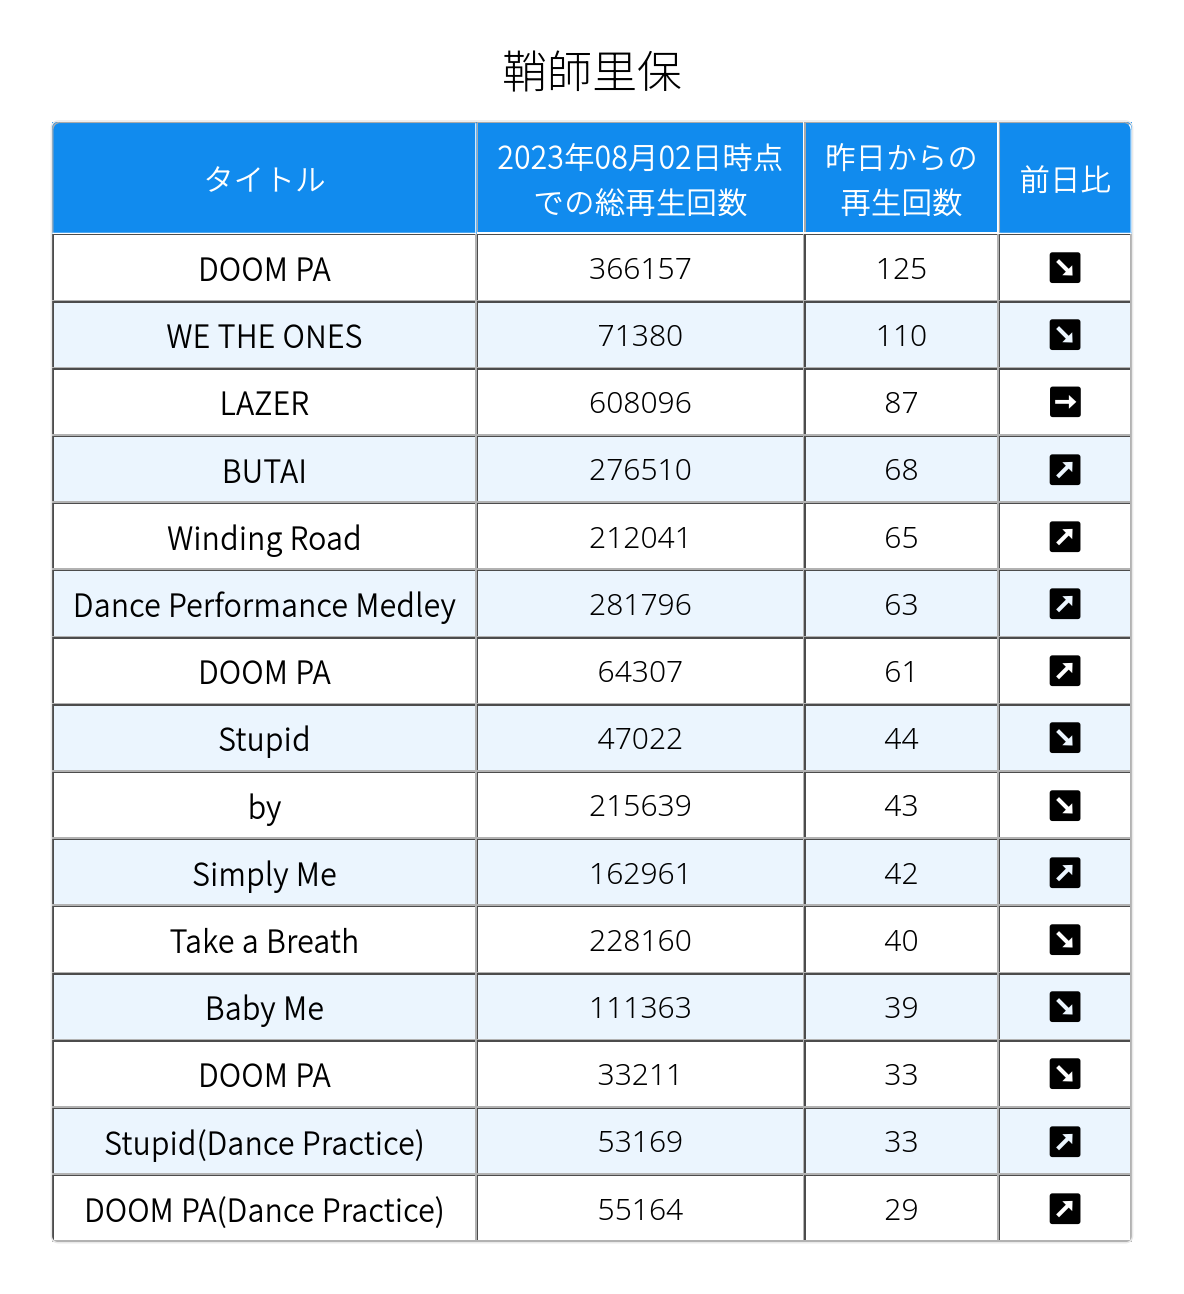 鞘師里保
タイトル 2023年08月02日時点での総再生回数 昨日からの再生回数 前日比
DOOM PA 366157 125 ↘
WE THE ONES 71380 110 ↘
LAZER 608096 87 →
BUTAI 276510 68 ↗
Winding Road 212041 65 ↗
Dance Performance Medley 281796 63 ↗
DOOM PA 64307 61 ↗
Stupid 47022 44 ↘
by 215639 43 ↘
Simply Me 162961 42 ↗
Take a Breath 228160 40 ↘
Baby Me 111363 39 ↘
DOOM PA 33211 33 ↘
Stupid(Dance Practice) 53169 33 ↗
DOOM PA(Dance Practice) 55164 29 ↗